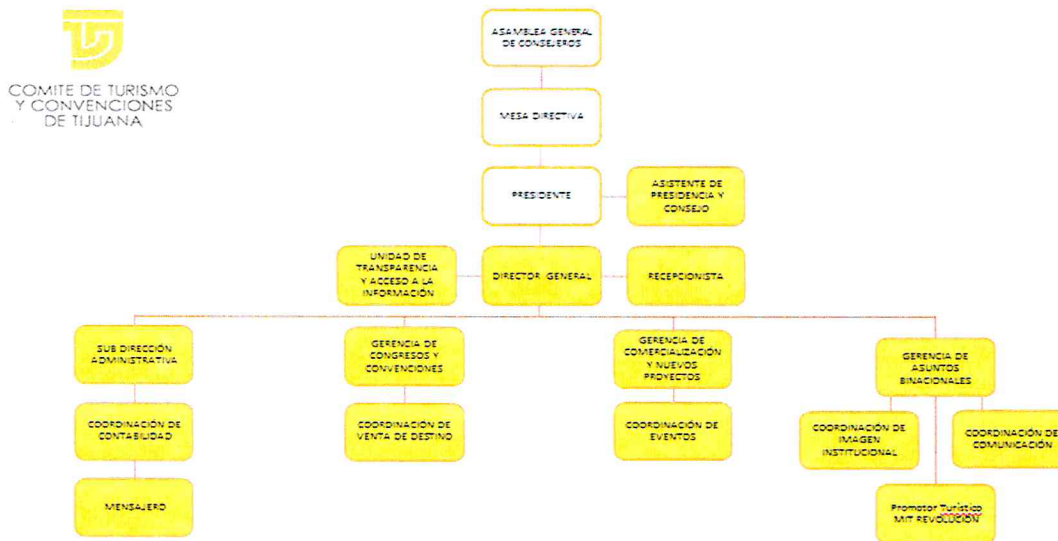 COMITE DE TURISMO
Y CONVENCIONES
DE TIJUANA
ASAMBLEA GENERAL
DE CONSEJEROS
MESA DIRECTIVA
PRESIDENTE
ASISTENTE DE
PRESIDENCIA Y
CONSEJO
UNIDAD DE
TRANSPARENCIA
Y ACCESO A LA
INFORMACIÓN
DIRECTOR GENERAL
RECEPCIONISTA
SUB DIRECCIÓN
ADMINISTRATIVA
GERENCIA DE
CONGRESOS Y
CONVENCIONES
GERENCIA DE
COMERCIALIZACIÓN
Y NUEVOS
PROYECTOS
GERENCIA DE
ASUNTOS
BINACIONALES
COORDINACIÓN DE
CONTABILIDAD
COORDINACIÓN DE
VENTA DE DESTINO
COORDINACIÓN DE
EVENTOS
COORDINACIÓN DE
IMAGEN
INSTITUCIONAL
COORDINACIÓN DE
COMUNICACIÓN
MENSAJERO
Promotor Turístico
MIT REVOLUCIÓN